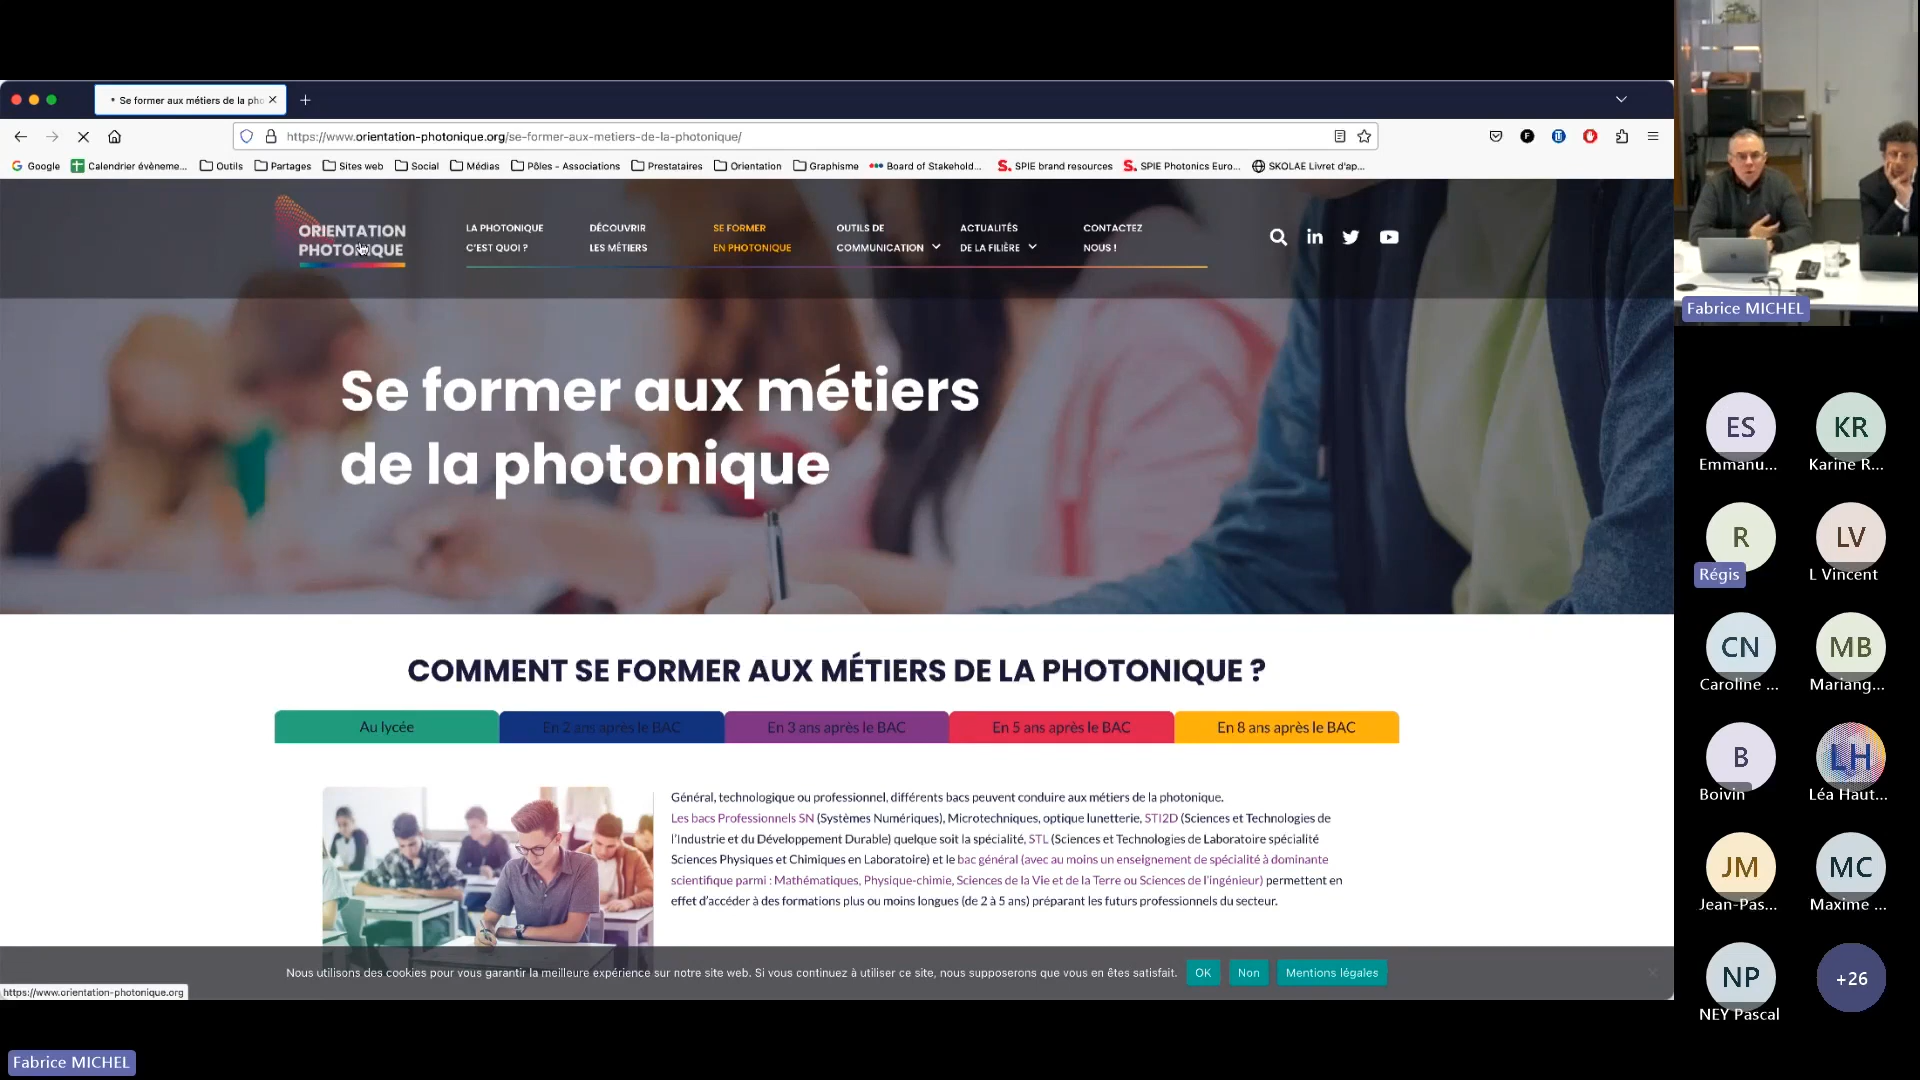 Se former aux métiers de la pho
https://www.orientation-photonique.org/se-former-aux-metiers-de-la-photonique/
Google Calendrier évèneme... Outils Partages Sites web Social Médias Pôles - Associations Prestataires Orientation Graphisme Board of Stakehold... SPIE brand resources SPIE Photonics Euro... SKOLAE Livret d'ap...
ORIENTATION
PHOTONIQUE
LA PHOTONIQUE
C'EST QUOI ?
DÉCOUVRIR
LES MÉTIERS
SE FORMER
EN PHOTONIQUE
OUTILS DE
COMMUNICATION
ACTUALITÉS
DE LA FILIÈRE
CONTACTEZ
NOUS !
Se former aux métiers
de la photonique
COMMENT SE FORMER AUX MÉTIERS DE LA PHOTONIQUE ?
Au lycée
En 2 ans après le BAC
En 3 ans après le BAC
En 5 ans après le BAC
En 8 ans après le BAC
Général, technologique ou professionnel, différents bacs peuvent conduire aux métiers de la photonique.
Les bacs Professionnels SN (Systèmes Numériques), Microtechniques, optique lunetterie, STI2D (Sciences et Technologies de
l'Industrie et du Développement Durable) quelque soit la spécialité, STL (Sciences et Technologies de Laboratoire spécialité
Sciences Physiques et Chimiques en Laboratoire) et le bac général (avec au moins un enseignement de spécialité à dominante
scientifique parmi : Mathématiques, Physique-chimie, Sciences de la Vie et de la Terre ou Sciences de l'ingénieur) permettent en
effet d'accéder à des formations plus ou moins longues (de 2 à 5 ans) préparant les futurs professionnels du secteur.
Nous utilisons des cookies pour vous garantir la meilleure expérience sur notre site web. Si vous continuez à utiliser ce site, nous supposerons que vous en êtes satisfait. OK Non Mentions légales
https://www.orientation-photonique.org
Fabrice MICHEL
Fabrice MICHEL
ES
Emmanu...
KR
Karine R...
R
Régis
LV
L Vincent
CN
Caroline ...
MB
Mariang...
B
Boivin
LH
Léa Haut...
JM
Jean-Pas...
MC
Maxime ...
NP
NEY Pascal
+26